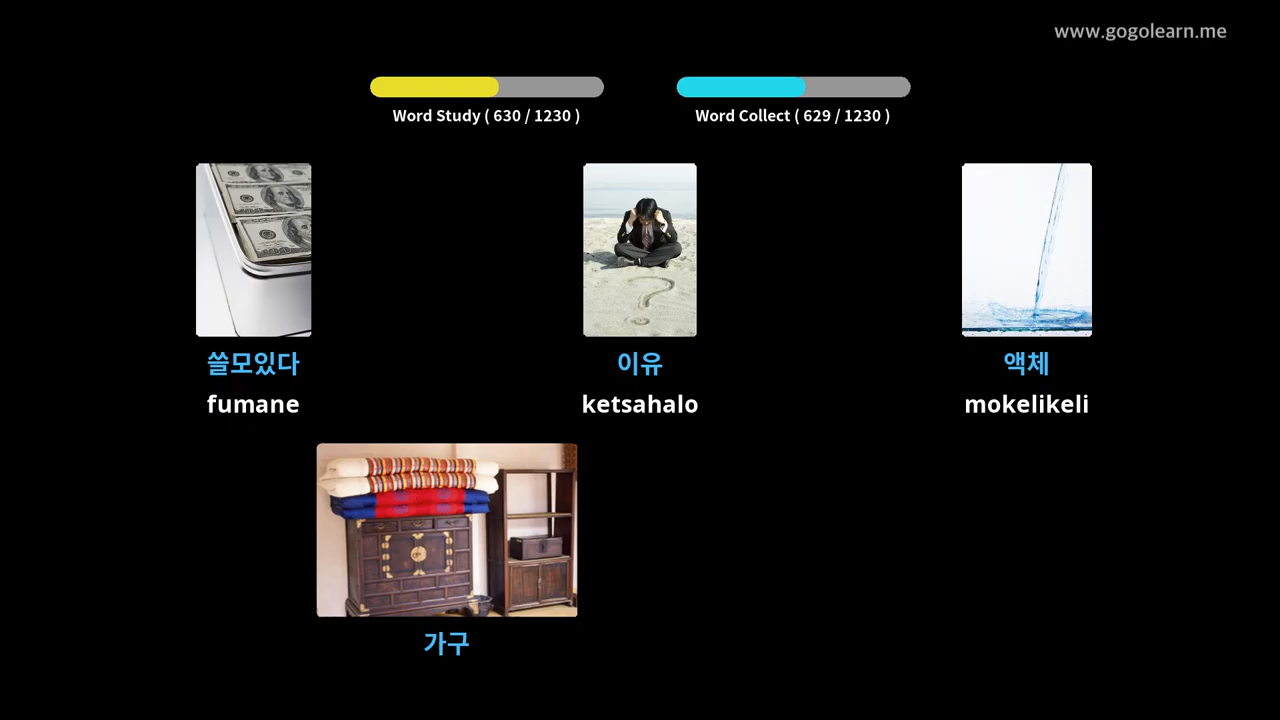 www.gogolearn.me
Word Study ( 630 / 1230 )
Word Collect ( 629 / 1230 )
쓸모있다
이유
액체
fumane
ketsahalo
mokelikeli
가구